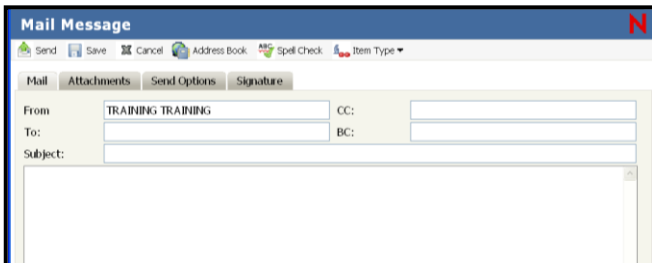 Mail Message N
Send Save Cancel Address Book ABC Spell Check Item Type
Mail Attachments Send Options Signature
From TRAINING TRAINING CC:
To: BC:
Subject: